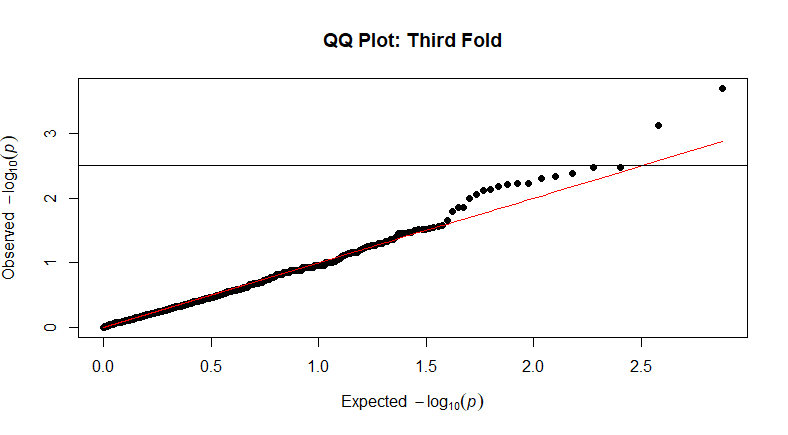 QQ Plot: Third Fold
Observed −log₁₀(p)
3
2
1
0
0.0 0.5 1.0 1.5 2.0 2.5
Expected −log₁₀(p)